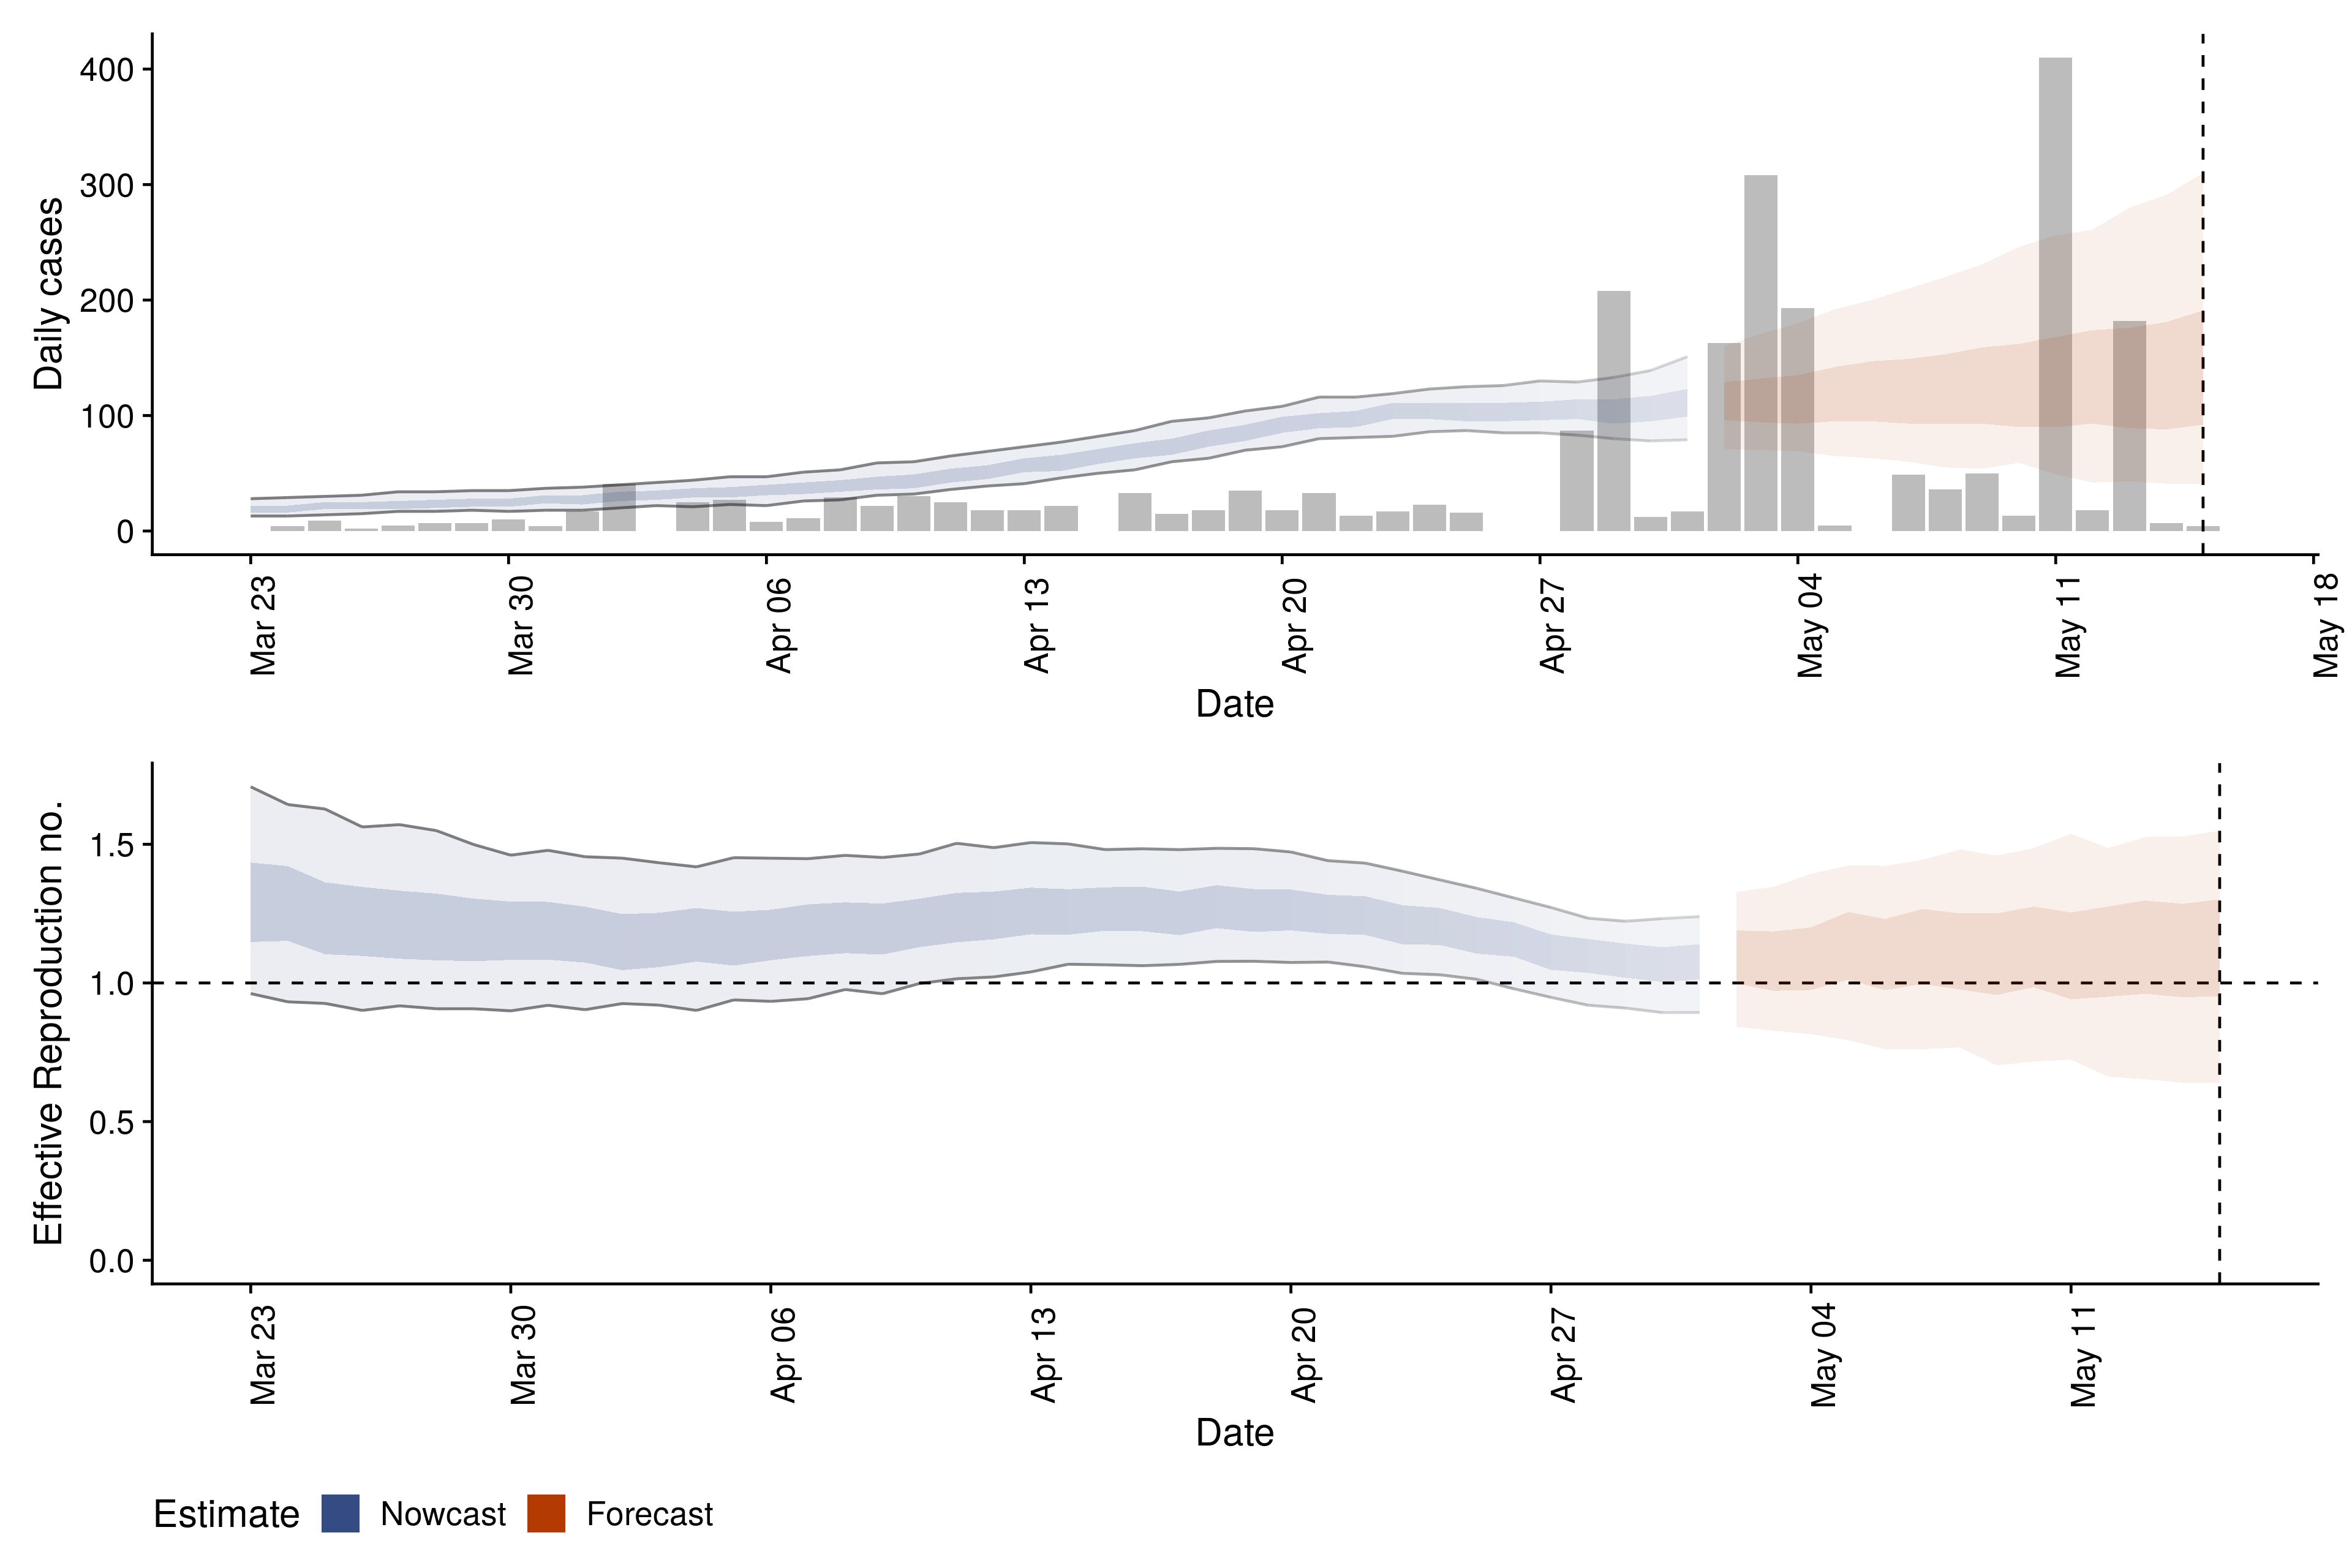 Daily cases
400
300
200
100
0
Mar 23
Mar 30
Apr 06
Apr 13
Apr 20
Apr 27
May 04
May 11
May 18
Date
Effective Reproduction no.
1.5
1.0
0.5
0.0
Mar 23
Mar 30
Apr 06
Apr 13
Apr 20
Apr 27
May 04
May 11
Date
Estimate Nowcast Forecast